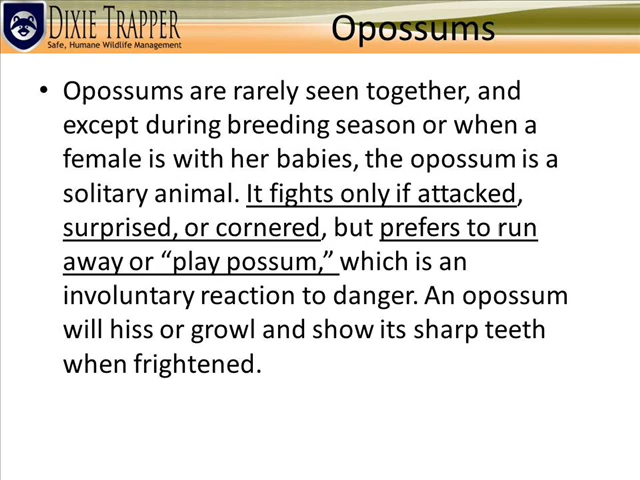 DIXIE TRAPPER
Safe, Humane Wildlife Management
Opossums
• Opossums are rarely seen together, and
except during breeding season or when a
female is with her babies, the opossum is a
solitary animal. It fights only if attacked,
surprised, or cornered, but prefers to run
away or “play possum,” which is an
involuntary reaction to danger. An opossum
will hiss or growl and show its sharp teeth
when frightened.